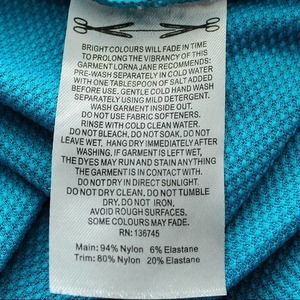 BRIGHT COLOURS WILL FADE IN TIME
TO PROLONG THE VIBRANCY OF THIS
GARMENT LORNA JANE RECOMMENDS:
PRE-WASH SEPARATELY IN COLD WATER
WITH ONE TABLESPOON OF SALT ADDED
BEFORE USE. GENTLE COLD HAND WASH
SEPARATELY USING MILD DETERGENT.
WASH GARMENT INSIDE OUT.
DO NOT USE FABRIC SOFTENERS.
RINSE WITH COLD CLEAN WATER.
DO NOT BLEACH. DO NOT SOAK. DO NOT
LEAVE WET. HANG DRY IMMEDIATELY AFTER
WASHING. IF GARMENT IS LEFT WET,
THE DYES MAY RUN AND STAIN ANYTHING
THE GARMENT IS IN CONTACT WITH.
DO NOT DRY IN DIRECT SUNLIGHT.
DO NOT DRY CLEAN. DO NOT TUMBLE
DRY. DO NOT IRON,
AVOID ROUGH SURFACES.
SOME COLOURS MAY FADE.
RN: 136745
Main: 94% Nylon 6% Elastane
Trim: 80% Nylon 20% Elastane